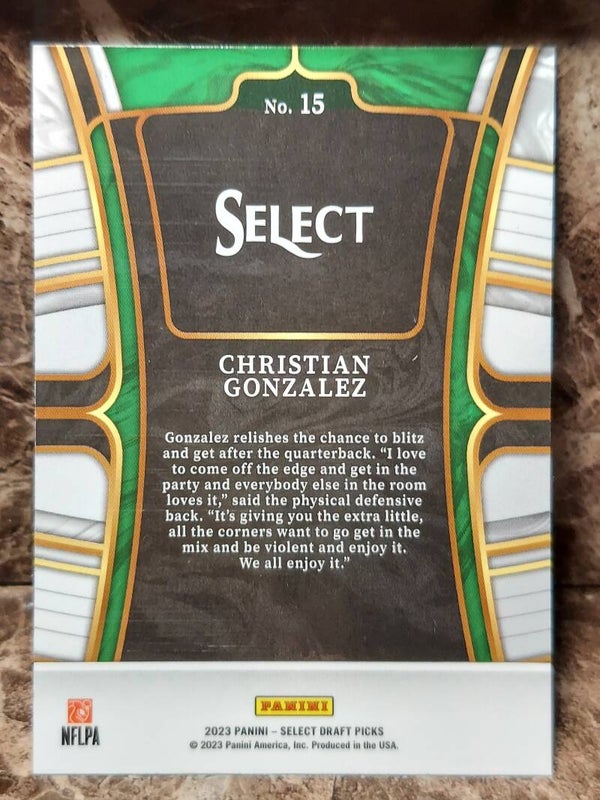 No. 15
SELECT
CHRISTIAN
GONZALEZ
Gonzalez relishes the chance to blitz
and get after the quarterback. “I love
to come off the edge and get in the
party and everybody else in the room
loves it,” said the physical defensive
back. “It's giving you the extra little,
all the corners want to go get in the
mix and be violent and enjoy it.
We all enjoy it.”
PANINI
NFLPA
2023 PANINI – SELECT DRAFT PICKS
© 2023 Panini America, Inc. Produced in the USA.